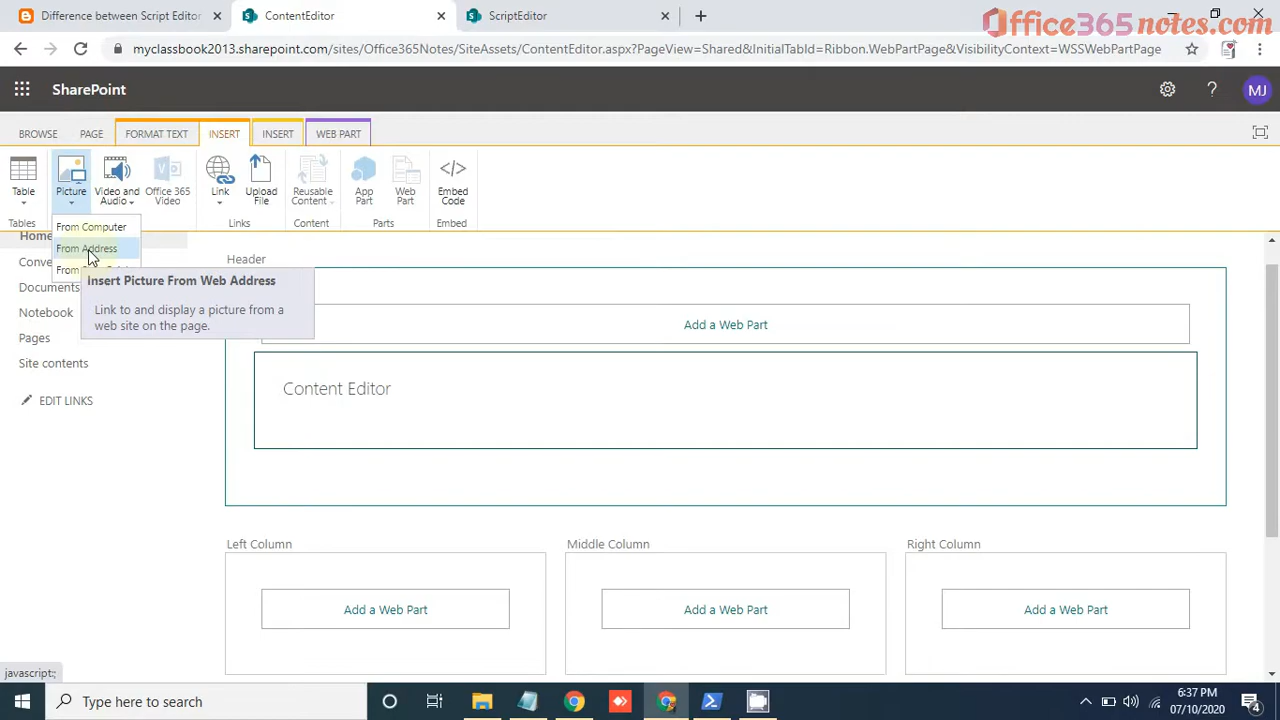 Difference between Script Editor
ContentEditor
ScriptEditor
Office365notes.com
myclassbook2013.sharepoint.com/sites/Office365Notes/SiteAssets/ContentEditor.aspx?PageView=Shared&InitialTabId=Ribbon.WebPartPage&VisibilityContext=WSSWebPartPage
SharePoint
MJ
BROWSE
PAGE
FORMAT TEXT
INSERT
INSERT
WEB PART
Table
Picture
Video and Audio
Office 365 Video
Link
Upload File
Reusable Content
App Part
Web Part
Embed Code
Tables
Links
Content
Parts
Embed
From Computer
From Address
From
Insert Picture From Web Address
Link to and display a picture from a
web site on the page.
Home
Documents
Notebook
Pages
Site contents
EDIT LINKS
Header
Add a Web Part
Content Editor
Left Column
Middle Column
Right Column
Add a Web Part
Add a Web Part
Add a Web Part
javascript:;
Type here to search
6:37 PM
07/10/2020
4